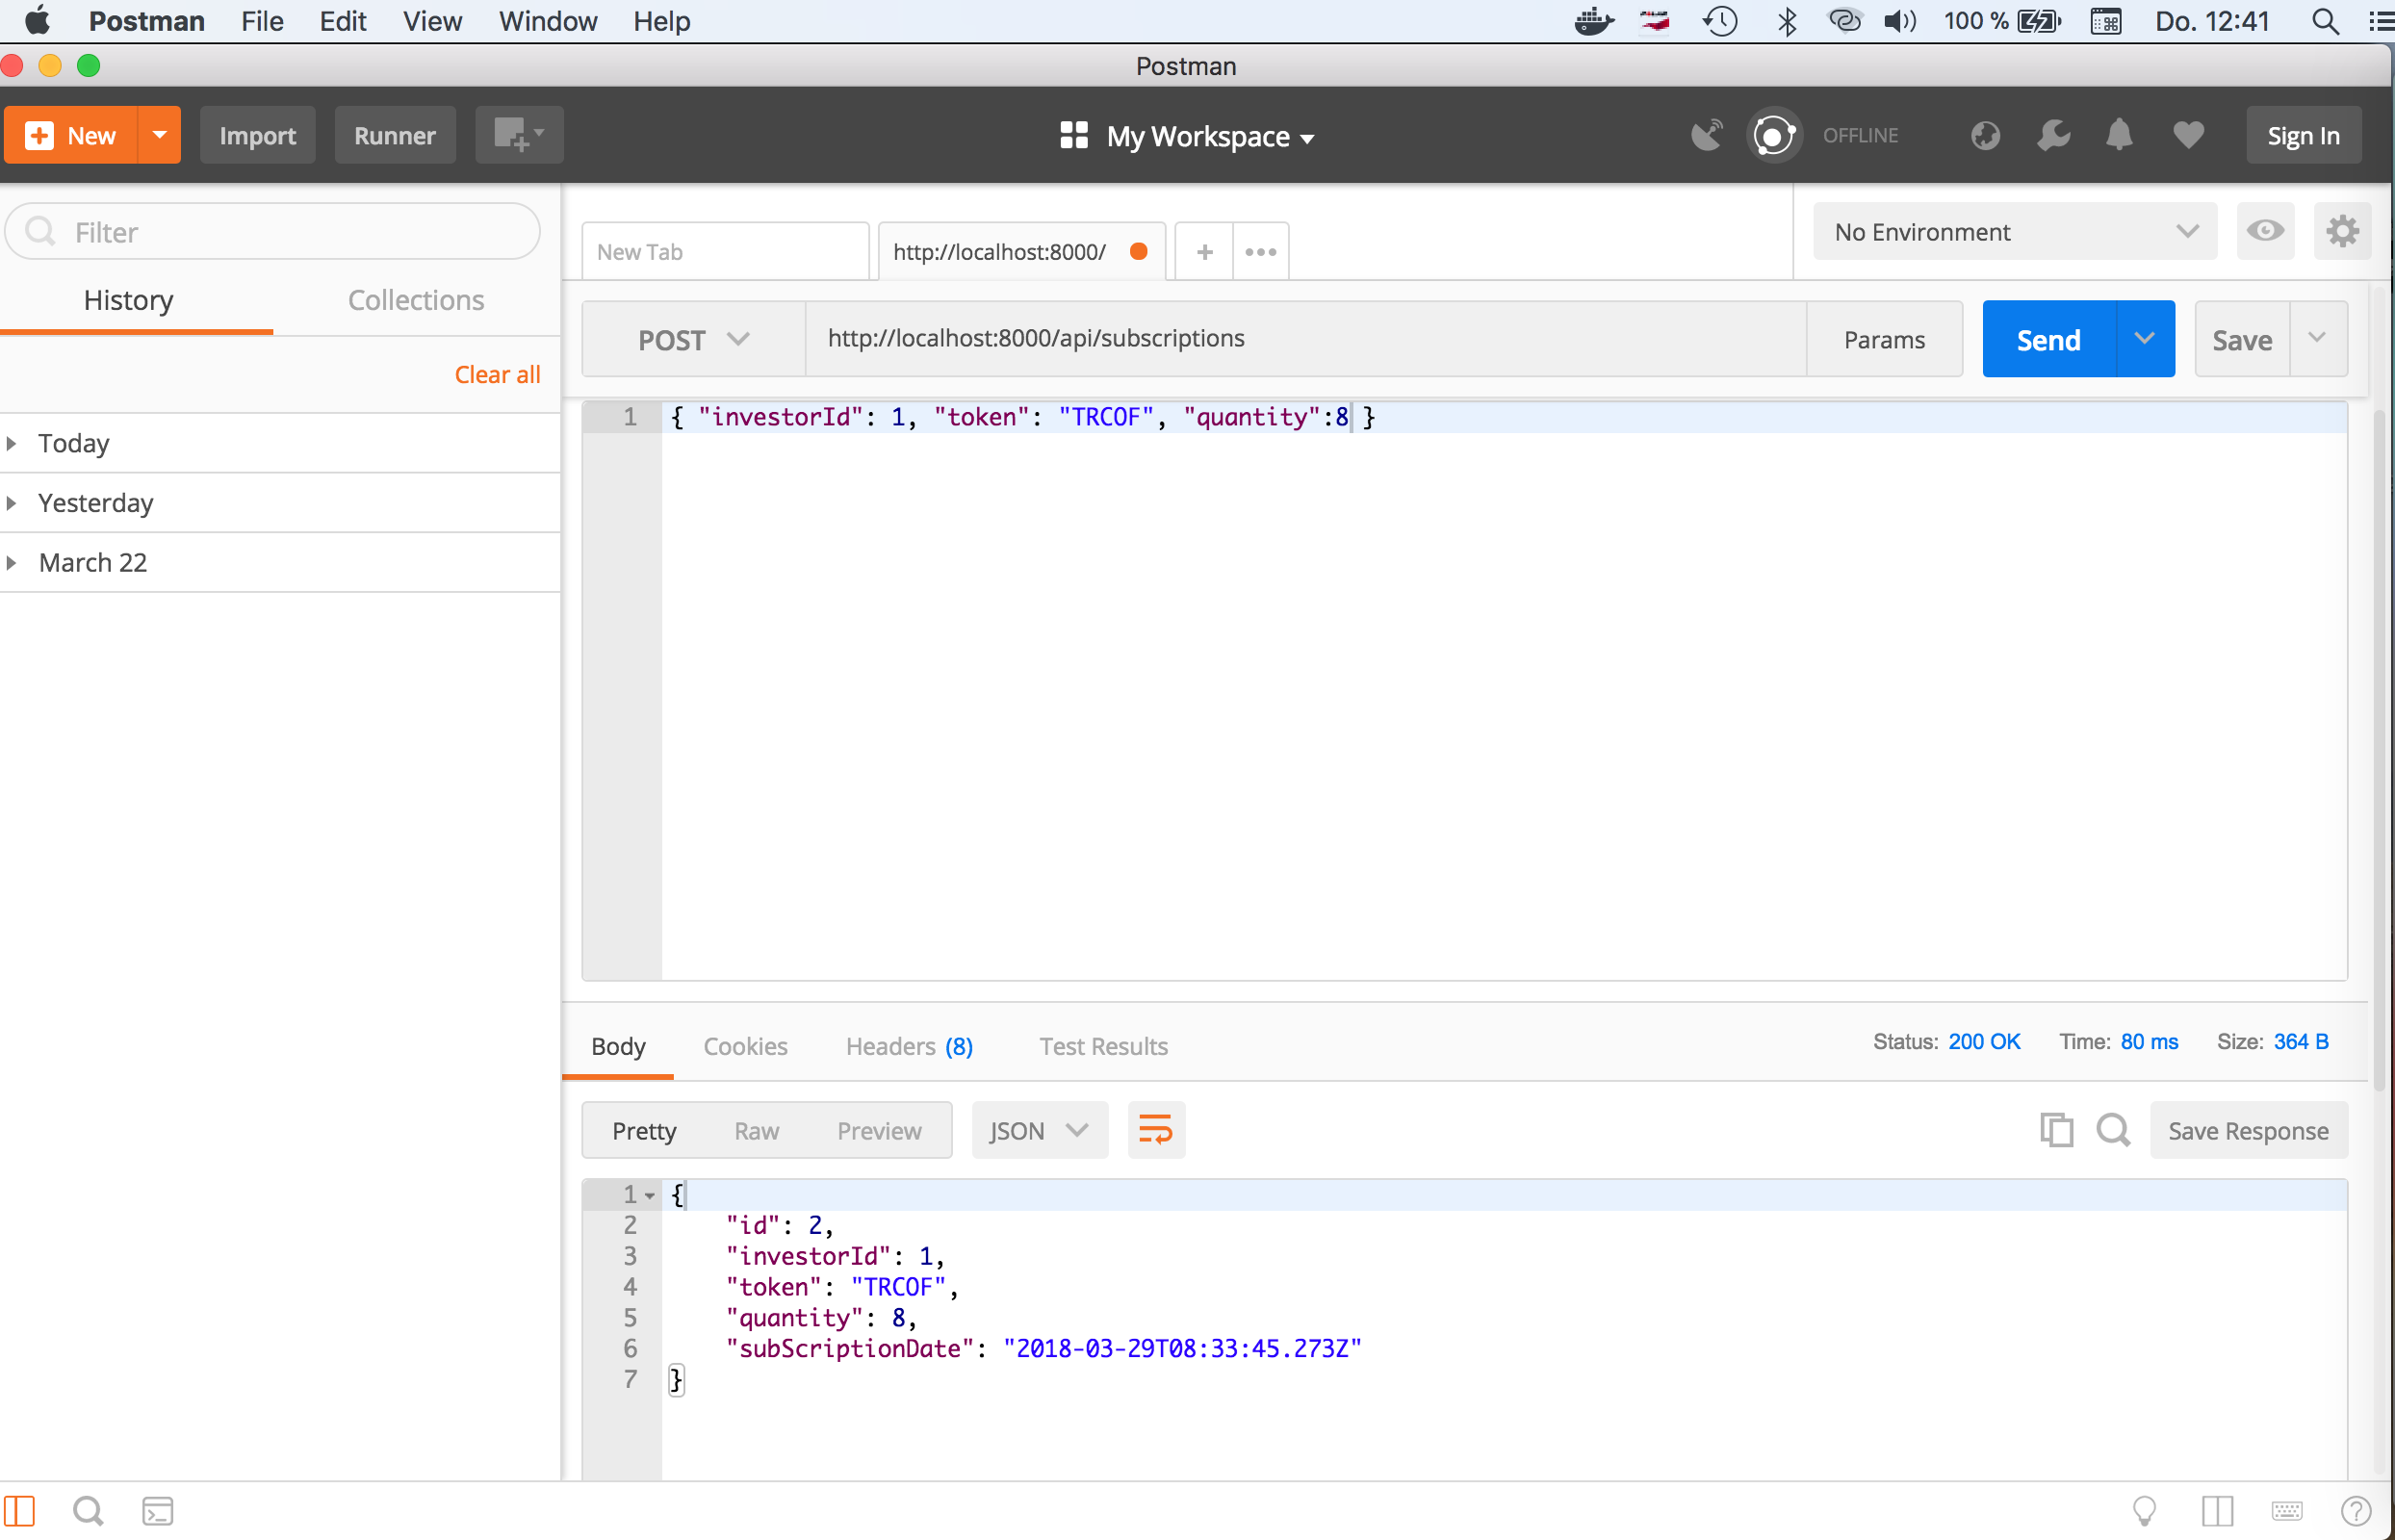 Postman File Edit View Window Help 100 % Do. 12:41
Postman
New Import Runner My Workspace OFFLINE Sign In
Filter
History Collections
Clear all
Today
Yesterday
March 22
New Tab http://localhost:8000/ + ••• No Environment
POST http://localhost:8000/api/subscriptions Params Send Save
1 { "investorId": 1, "token": "TRCOF", "quantity":8 }
Body Cookies Headers (8) Test Results Status: 200 OK Time: 80 ms Size: 364 B
Pretty Raw Preview JSON Save Response
1 {
2 "id": 2,
3 "investorId": 1,
4 "token": "TRCOF",
5 "quantity": 8,
6 "subScriptionDate": "2018-03-29T08:33:45.273Z"
7 }